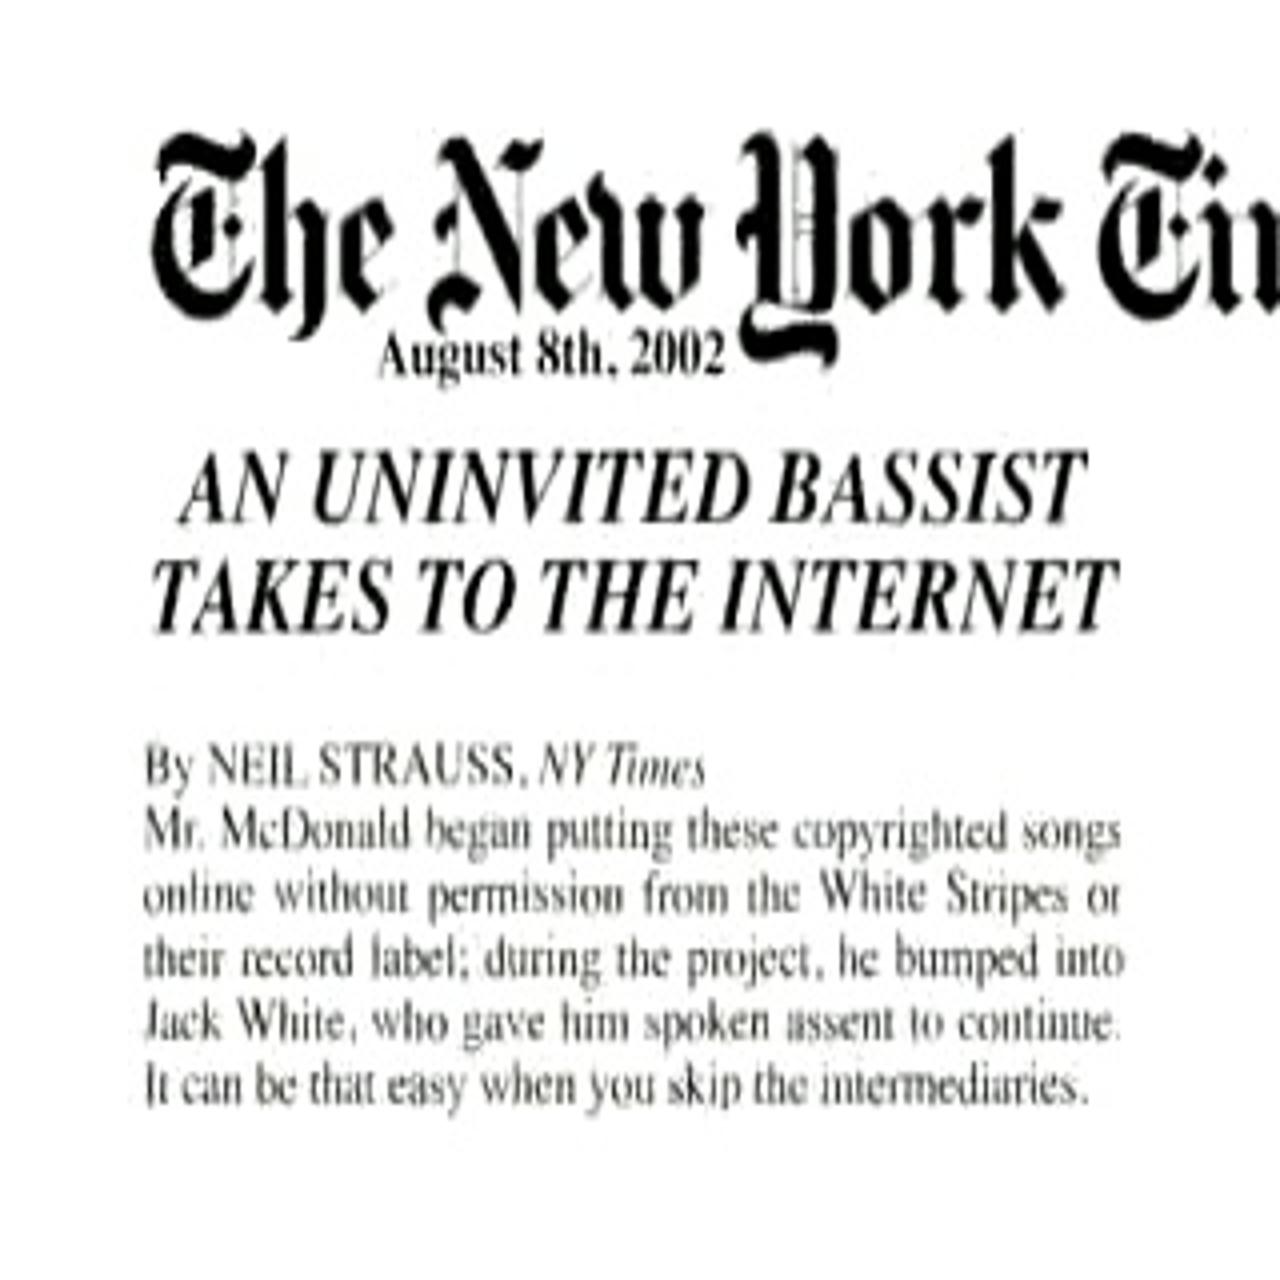 The New York Tim
August 8th, 2002
AN UNINVITED BASSIST
TAKES TO THE INTERNET
By NEIL STRAUSS, NY Times
Mr. McDonald began putting these copyrighted songs
online without permission from the White Stripes or
their record label; during the project, he bumped into
Jack White, who gave him spoken assent to continue.
It can be that easy when you skip the intermediaries.